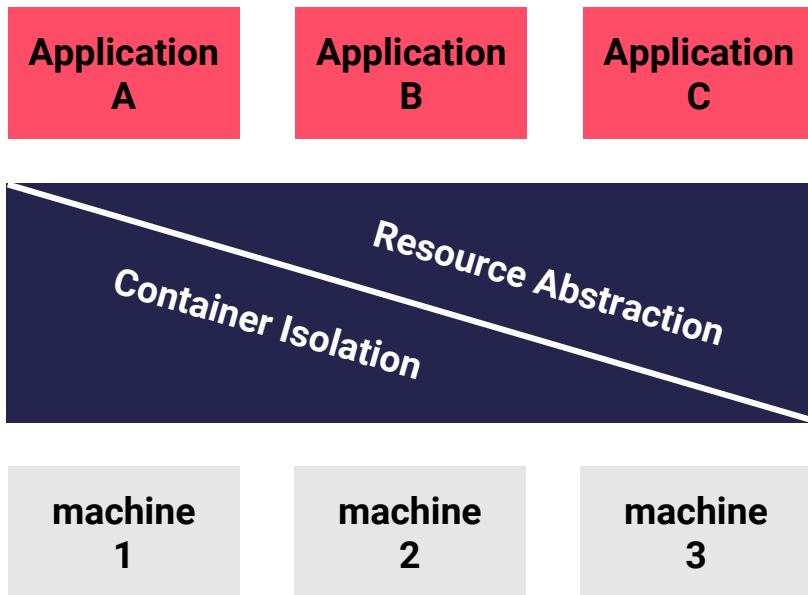 Application
A
Application
B
Application
C
Resource Abstraction
Container Isolation
machine
1
machine
2
machine
3